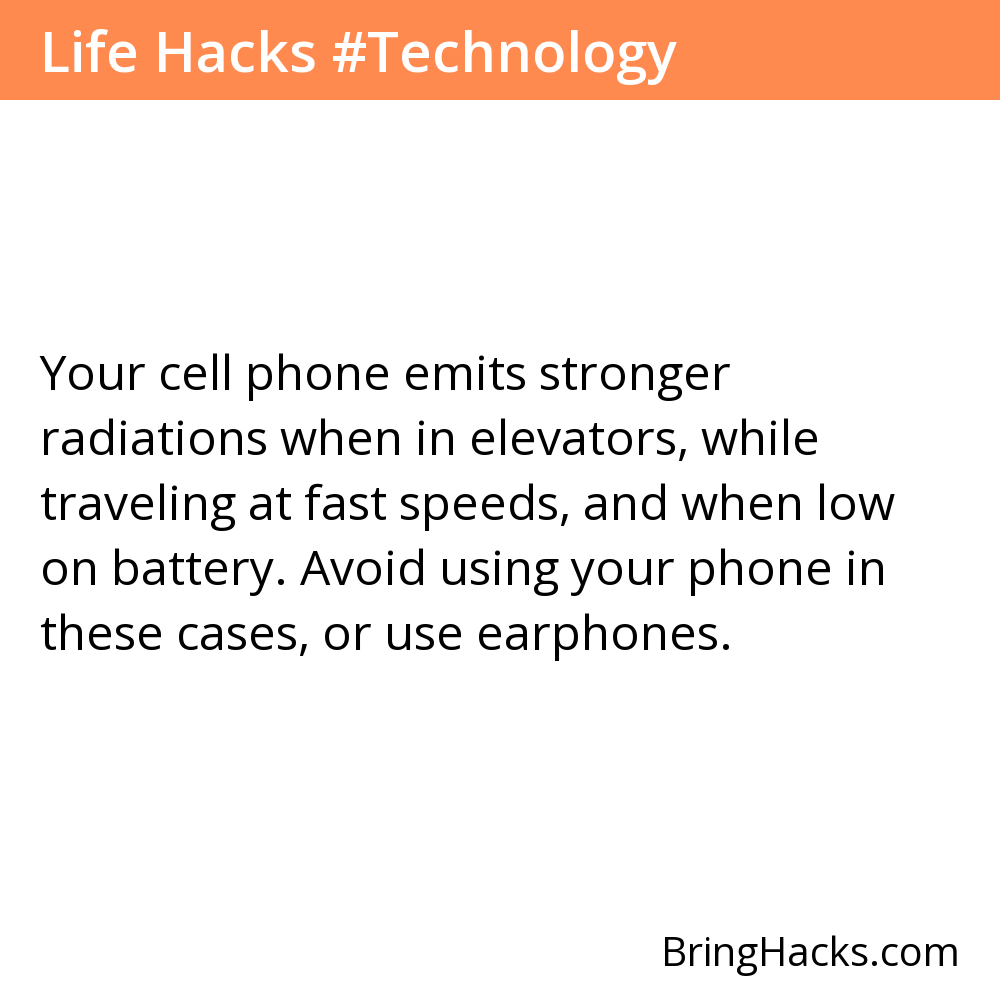 Life Hacks #Technology
Your cell phone emits stronger
radiations when in elevators, while
traveling at fast speeds, and when low
on battery. Avoid using your phone in
these cases, or use earphones.
BringHacks.com